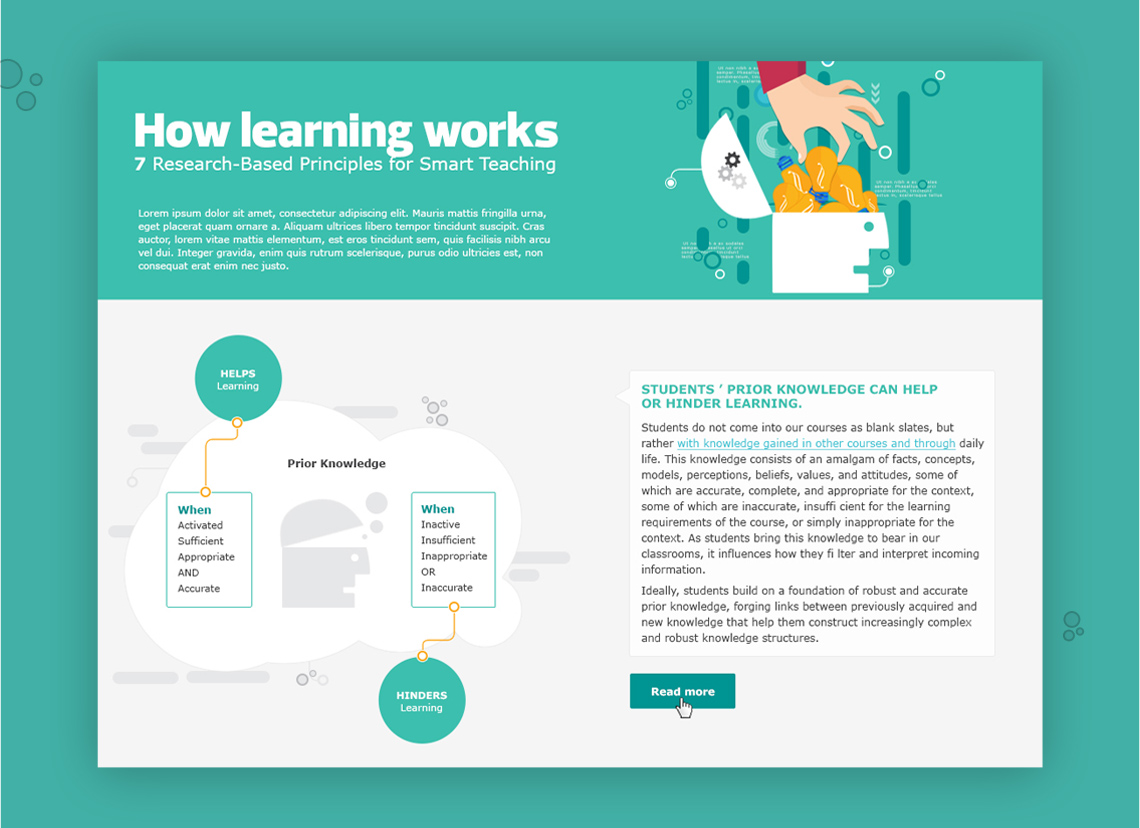 How learning works
7 Research-Based Principles for Smart Teaching
Lorem ipsum dolor sit amet, consectetur adipiscing elit. Mauris mattis fringilla urna,
eget placerat quam ornare a. Aliquam ultrices libero tempor tincidunt suscipit. Cras
auctor, lorem vitae mattis elementum, est eros tincidunt sem, quis facilisis nibh arcu
vel dui. Integer gravida, enim quis rutrum scelerisque, purus odio ultricies est, non
consequat erat enim nec justo.
HELPS
Learning
Prior Knowledge
When
Activated
Sufficient
Appropriate
AND
Accurate
When
Inactive
Insufficient
Inappropriate
OR
Inaccurate
HINDERS
Learning
STUDENTS ’ PRIOR KNOWLEDGE CAN HELP
OR HINDER LEARNING.
Students do not come into our courses as blank slates, but
rather with knowledge gained in other courses and through daily
life. This knowledge consists of an amalgam of facts, concepts,
models, perceptions, beliefs, values, and attitudes, some of
which are accurate, complete, and appropriate for the context,
some of which are inaccurate, insuffi cient for the learning
requirements of the course, or simply inappropriate for the
context. As students bring this knowledge to bear in our
classrooms, it influences how they fi lter and interpret incoming
information.
Ideally, students build on a foundation of robust and accurate
prior knowledge, forging links between previously acquired and
new knowledge that help them construct increasingly complex
and robust knowledge structures.
Read more